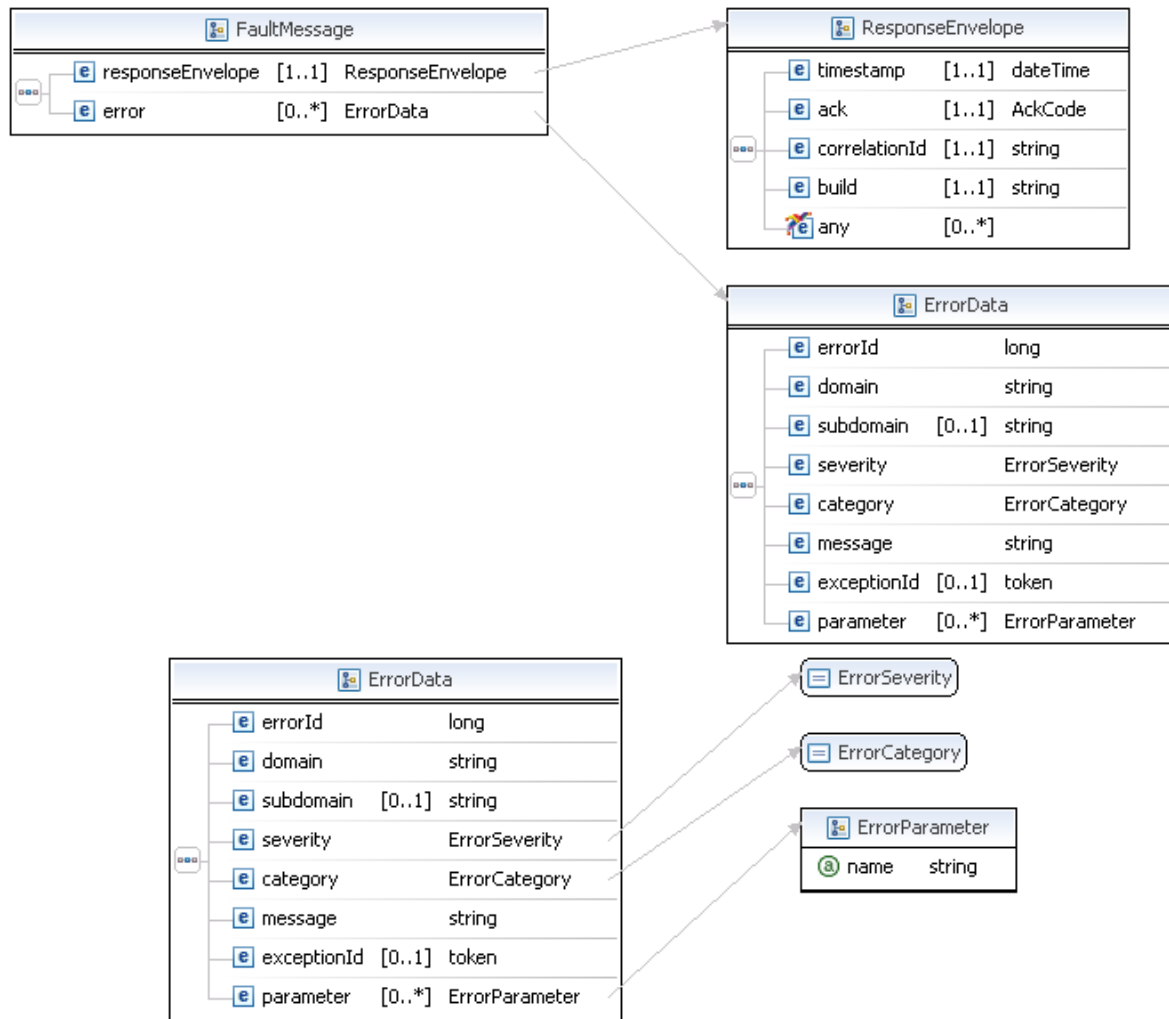 FaultMessage
e responseEnvelope [1..1] ResponseEnvelope
e error [0..*] ErrorData
ResponseEnvelope
e timestamp [1..1] dateTime
e ack [1..1] AckCode
e correlationId [1..1] string
e build [1..1] string
e any [0..*]
ErrorData
e errorId long
e domain string
e subdomain [0..1] string
e severity ErrorSeverity
e category ErrorCategory
e message string
e exceptionId [0..1] token
e parameter [0..*] ErrorParameter
ErrorData
e errorId long
e domain string
e subdomain [0..1] string
e severity ErrorSeverity
e category ErrorCategory
e message string
e exceptionId [0..1] token
e parameter [0..*] ErrorParameter
ErrorSeverity
ErrorCategory
ErrorParameter
a name string